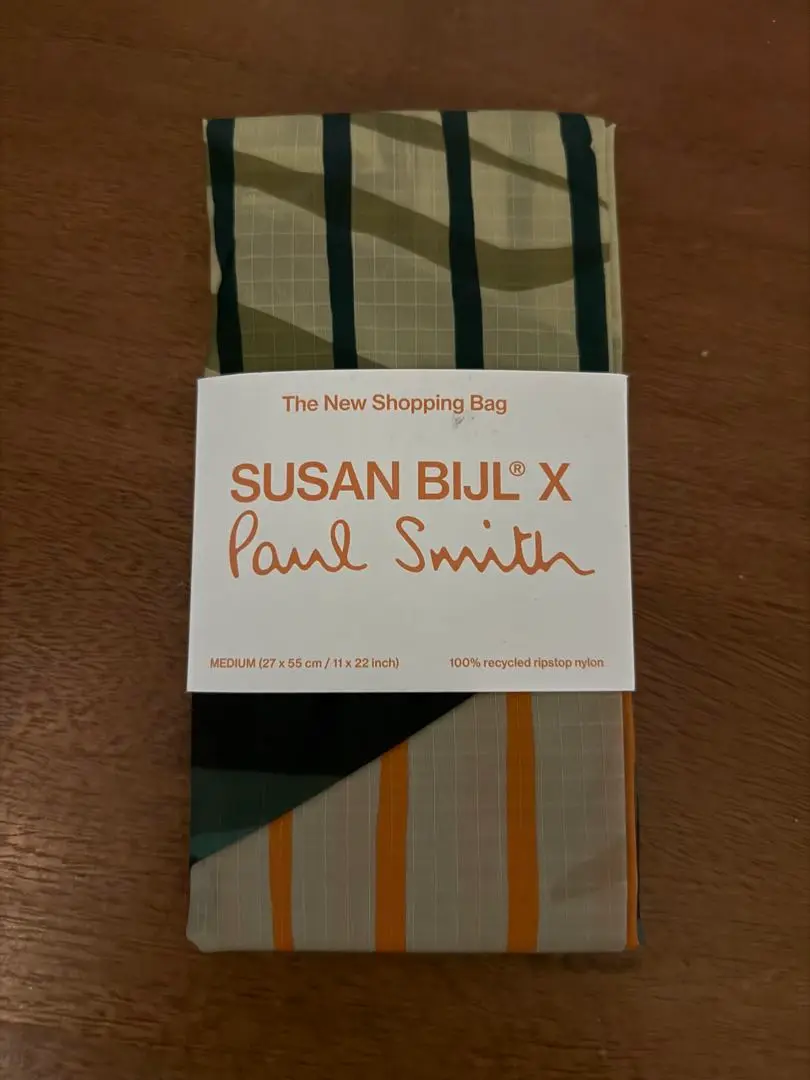 The New Shopping Bag
SUSAN BIJL® X
Paul Smith
MEDIUM (27 x 55 cm / 11 x 22 inch) 100% recycled ripstop nylon